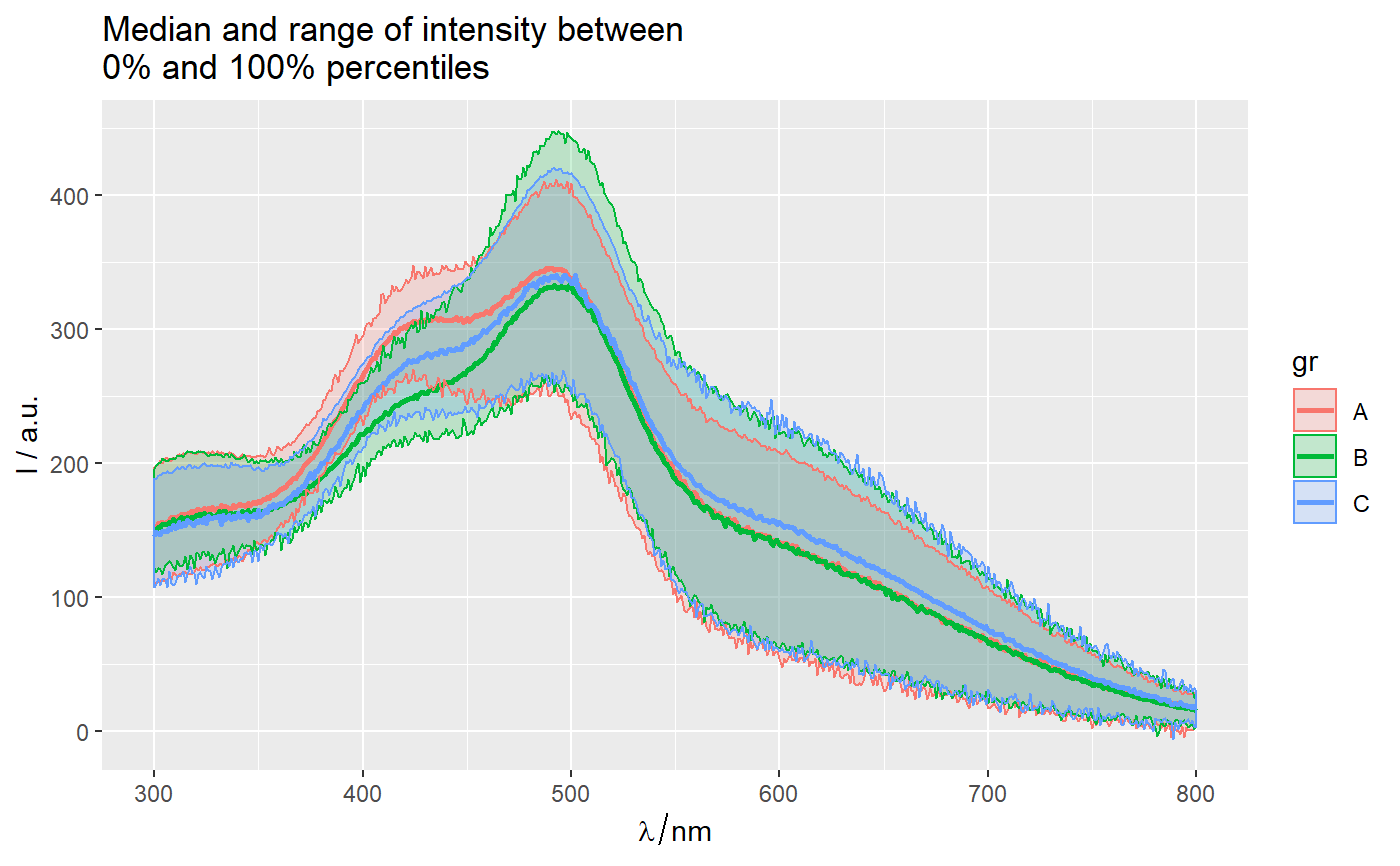 Median and range of intensity between
0% and 100% percentiles
I / a.u.
400
300
200
100
0
300
400
500
600
700
800
λ/nm
gr
A
B
C